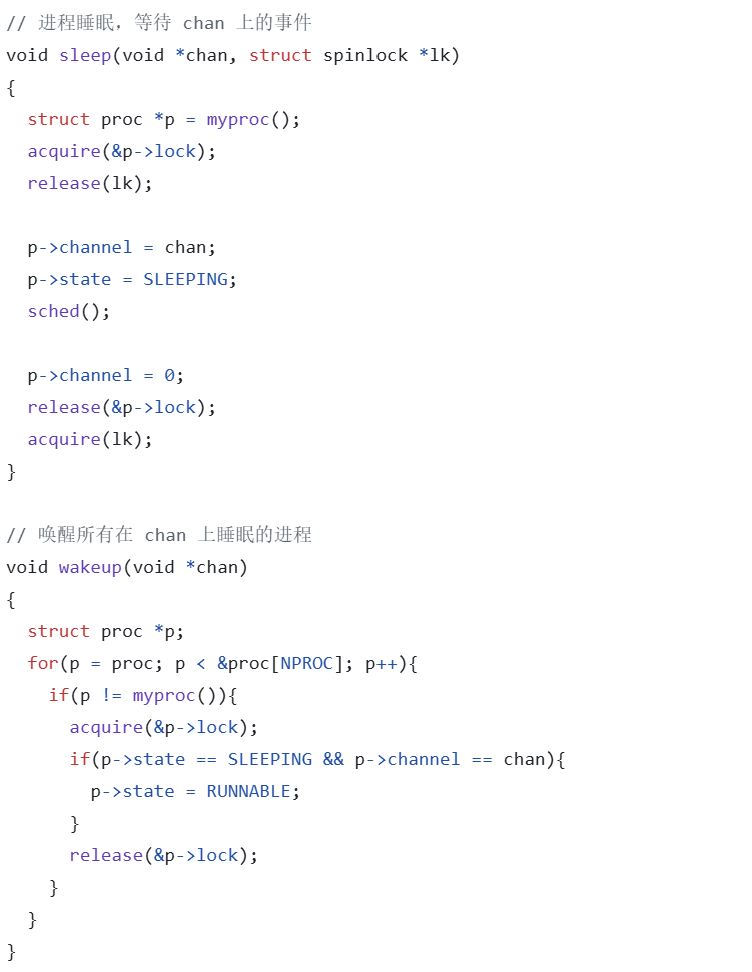 // 进程睡眠，等待 chan 上的事件
void sleep(void *chan, struct spinlock *lk)
{
  struct proc *p = myproc();
  acquire(&p->lock);
  release(lk);

  p->channel = chan;
  p->state = SLEEPING;
  sched();

  p->channel = 0;
  release(&p->lock);
  acquire(lk);
}

// 唤醒所有在 chan 上睡眠的进程
void wakeup(void *chan)
{
  struct proc *p;
  for(p = proc; p < &proc[NPROC]; p++){
    if(p != myproc()){
      acquire(&p->lock);
      if(p->state == SLEEPING && p->channel == chan){
        p->state = RUNNABLE;
      }
      release(&p->lock);
    }
  }
}